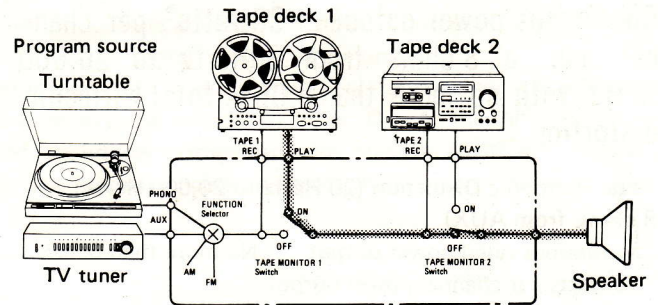 Tape deck 1
Program source
Tape deck 2
Turntable
TAPE 1
REC
PLAY
TAPE 2
REC
PLAY
PHONO
FUNCTION
Selector
ON
ON
AUX
OFF
OFF
TAPE MONITOR 1
Switch
TAPE MONITOR 2
Switch
AM
FM
TV tuner
Speaker